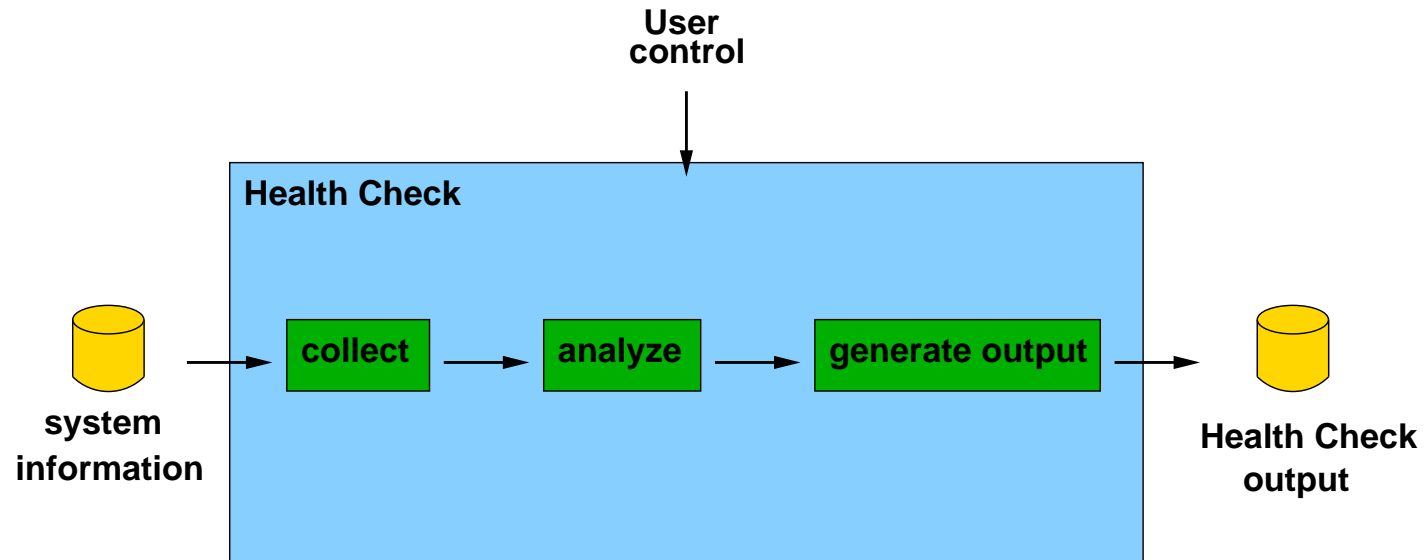 User
control
Health Check
collect
analyze
generate output
system
information
Health Check
output